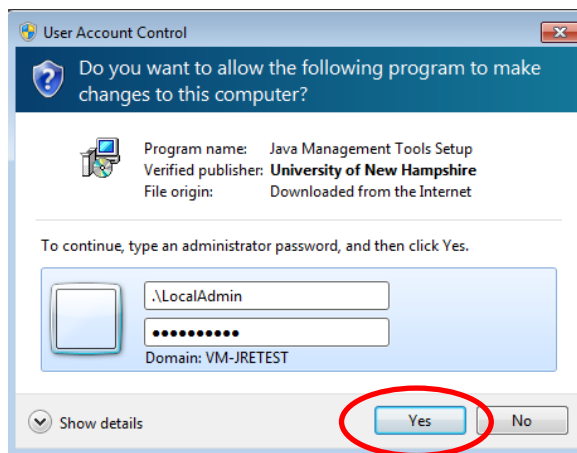 User Account Control
Do you want to allow the following program to make
changes to this computer?
Program name: Java Management Tools Setup
Verified publisher: University of New Hampshire
File origin: Downloaded from the Internet
To continue, type an administrator password, and then click Yes.
.\LocalAdmin
●●●●●●●●●●
Domain: VM-JRETEST
Show details
Yes
No